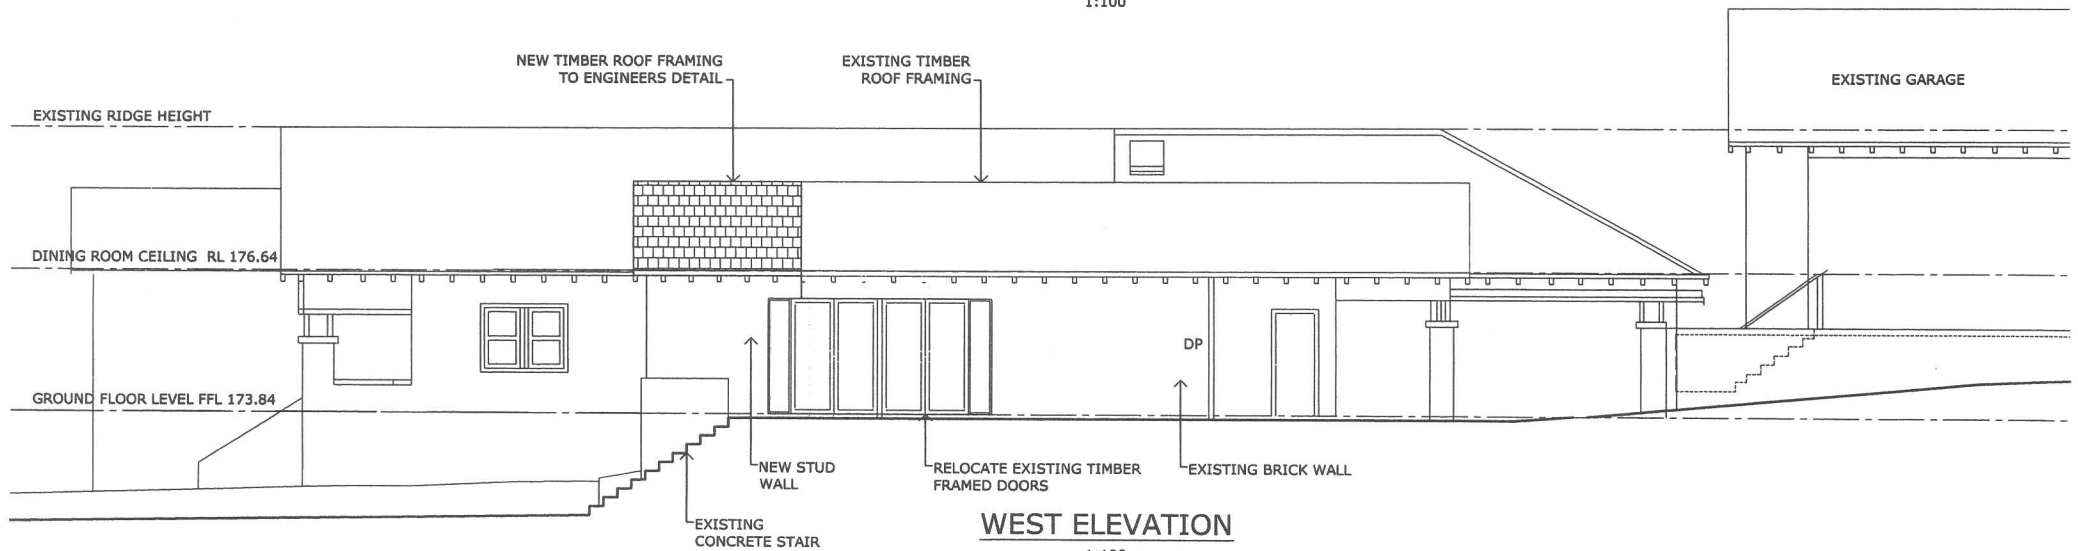 1:100
NEW TIMBER ROOF FRAMING
TO ENGINEERS DETAIL
EXISTING TIMBER
ROOF FRAMING
EXISTING GARAGE
EXISTING RIDGE HEIGHT
DINING ROOM CEILING RL 176.64
DP
GROUND FLOOR LEVEL FFL 173.84
NEW STUD
WALL
RELOCATE EXISTING TIMBER
FRAMED DOORS
EXISTING BRICK WALL
EXISTING
CONCRETE STAIR
WEST ELEVATION